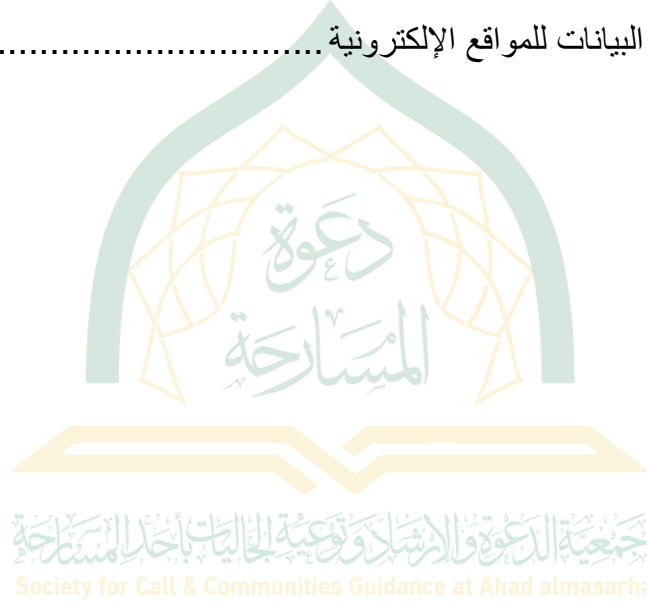 البيانات للمواقع الإلكترونية ................................
دعوة
المسارحة
جمعية الدعوة والإرشاد وتوعية الجاليات بأحد المسارحة
Society for Call & Communities Guidance at Ahad almasarha